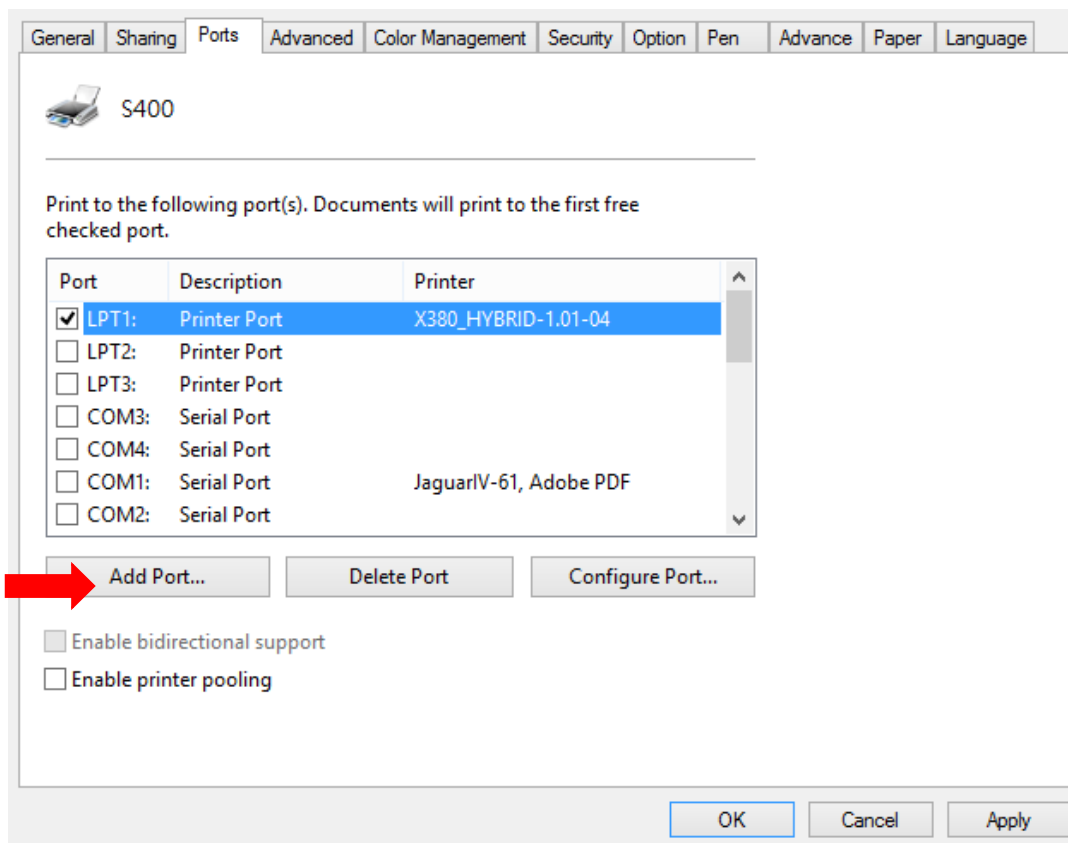 General Sharing Ports Advanced Color Management Security Option Pen Advance Paper Language
S400
Print to the following port(s). Documents will print to the first free
checked port.
Port Description Printer
LPT1: Printer Port X380_HYBRID-1.01-04
LPT2: Printer Port
LPT3: Printer Port
COM3: Serial Port
COM4: Serial Port
COM1: Serial Port JaguarIV-61, Adobe PDF
COM2: Serial Port
Add Port... Delete Port Configure Port...
Enable bidirectional support
Enable printer pooling
OK Cancel Apply